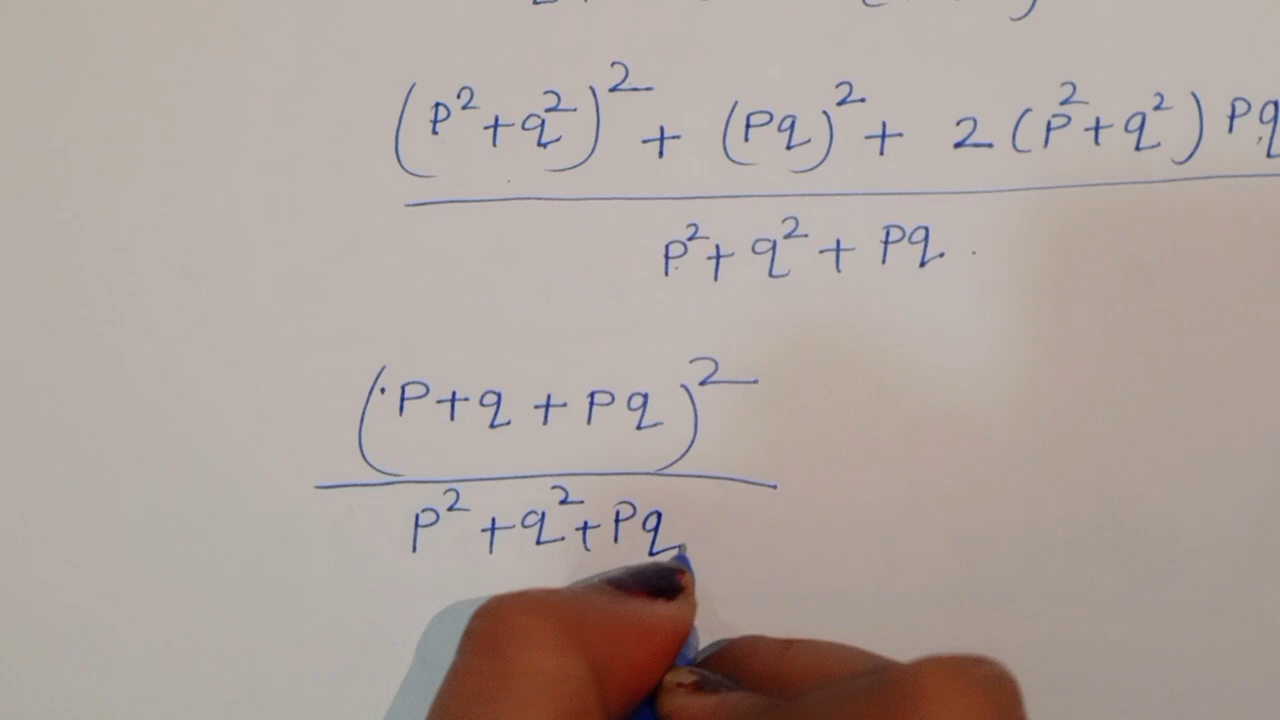 (p²+q²)² + (pq)² + 2(p²+q²) pq
p²+q² + pq.
(p+q+pq)²
p²+q²+pq